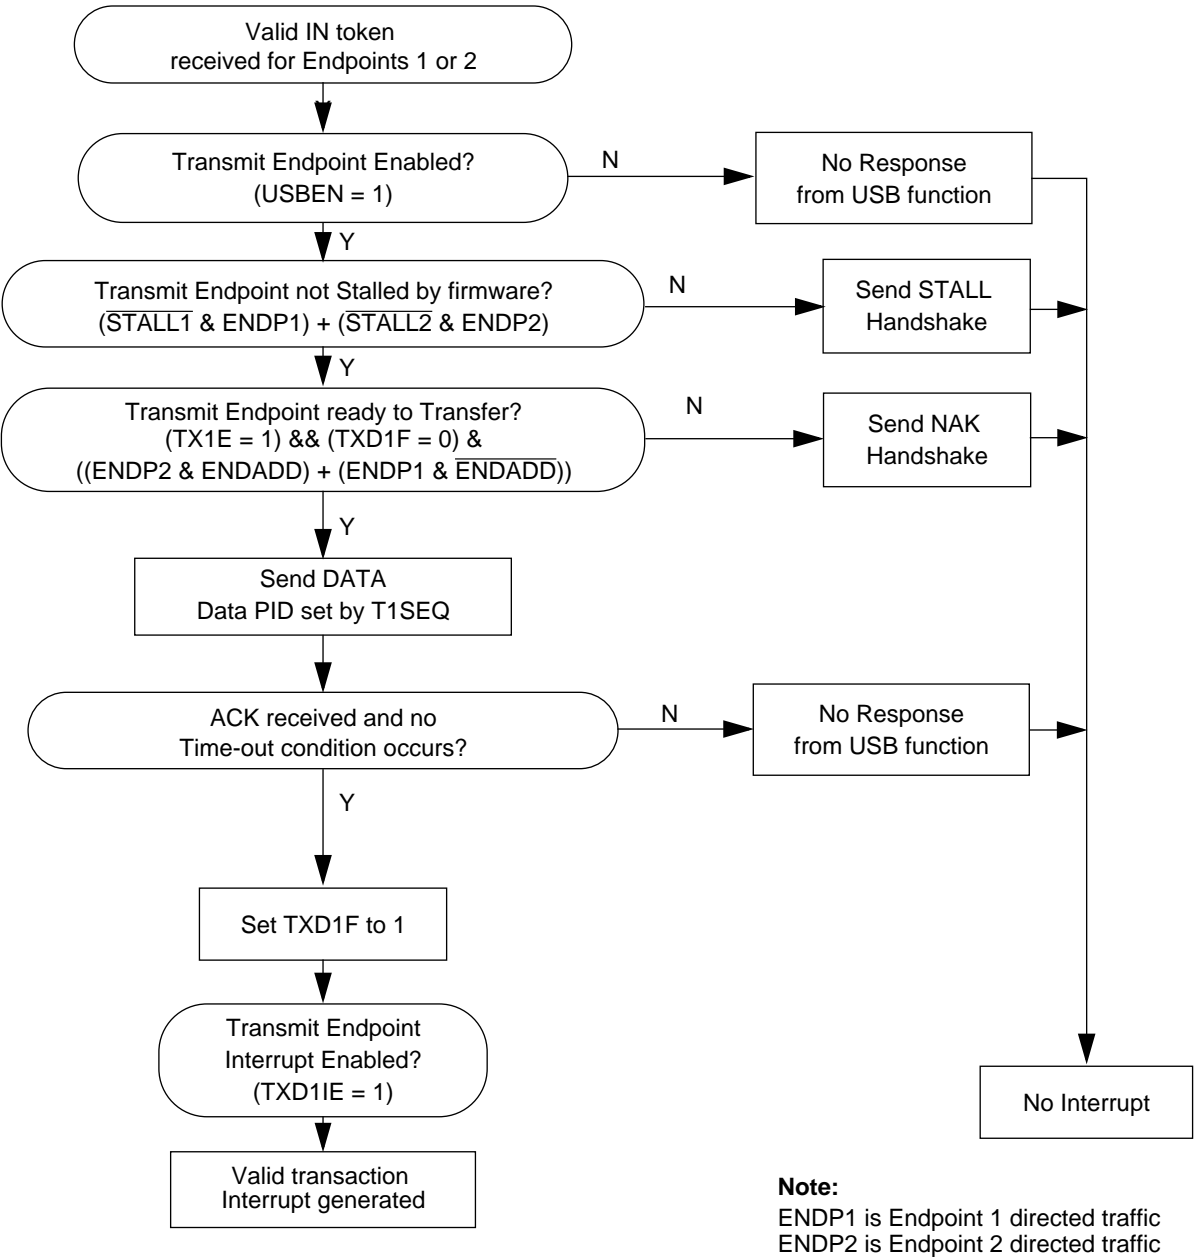 Valid IN token
received for Endpoints 1 or 2
Transmit Endpoint Enabled?
(USBEN = 1)
N
No Response
from USB function
Y
Transmit Endpoint not Stalled by firmware?
(S̅T̅A̅L̅L̅1̅ & ENDP1) + (S̅T̅A̅L̅L̅2̅ & ENDP2)
N
Send STALL
Handshake
Y
Transmit Endpoint ready to Transfer?
(TX1E = 1) && (TXD1F = 0) &
((ENDP2 & ENDADD) + (ENDP1 & E̅N̅D̅A̅D̅D̅))
N
Send NAK
Handshake
Y
Send DATA
Data PID set by T1SEQ
ACK received and no
Time-out condition occurs?
N
No Response
from USB function
Y
Set TXD1F to 1
Transmit Endpoint
Interrupt Enabled?
(TXD1IE = 1)
No Interrupt
Valid transaction
Interrupt generated
Note:
ENDP1 is Endpoint 1 directed traffic
ENDP2 is Endpoint 2 directed traffic